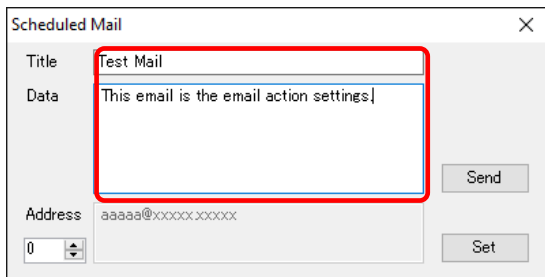 Scheduled Mail
Title
Test Mail
Data
This email is the email action settings.
Send
Address
aaaaa@xxxxx.xxxxx
0
Set